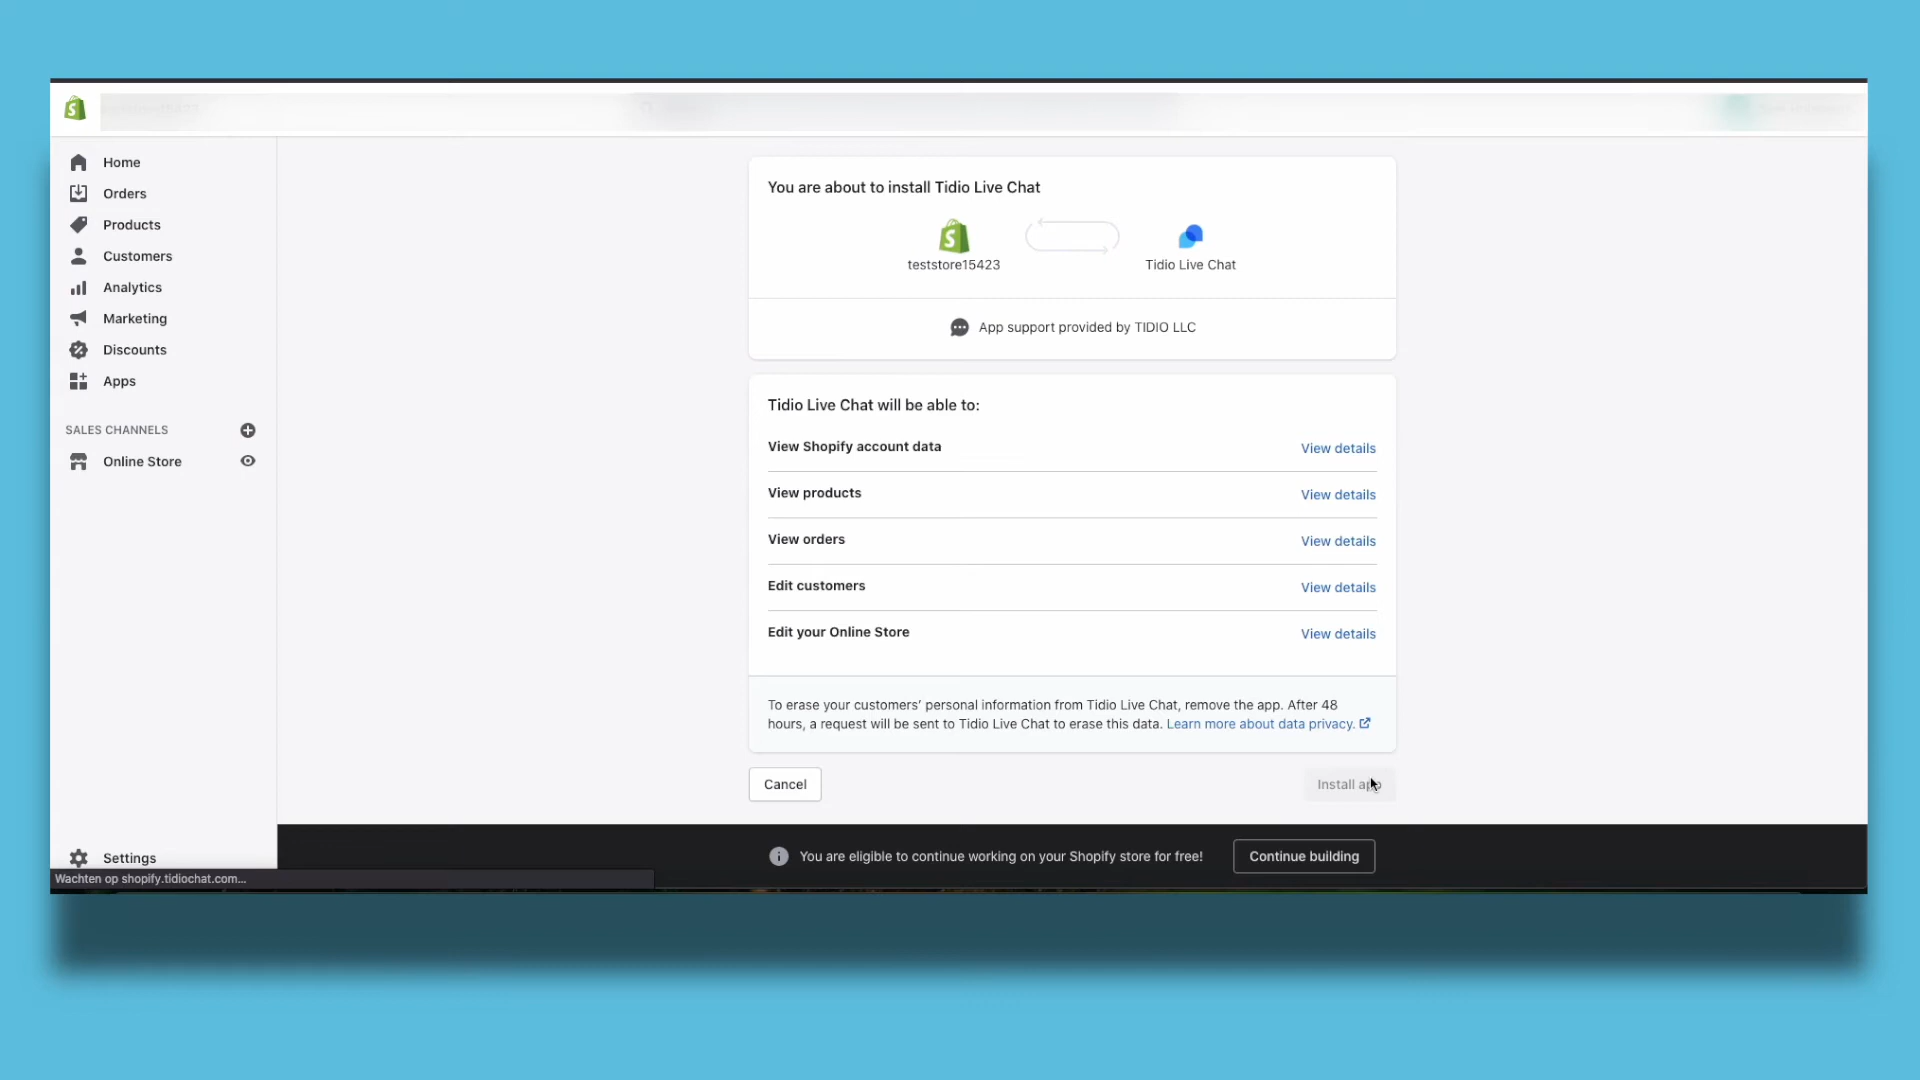 Home
Orders
Products
Customers
Analytics
Marketing
Discounts
Apps
SALES CHANNELS
Online Store
Settings
Wachten op shopify.tidiochat.com...
You are about to install Tidio Live Chat
teststore15423
Tidio Live Chat
App support provided by TIDIO LLC
Tidio Live Chat will be able to:
View Shopify account data View details
View products View details
View orders View details
Edit customers View details
Edit your Online Store View details
To erase your customers' personal information from Tidio Live Chat, remove the app. After 48
hours, a request will be sent to Tidio Live Chat to erase this data. Learn more about data privacy.
Cancel
Install app
You are eligible to continue working on your Shopify store for free! Continue building